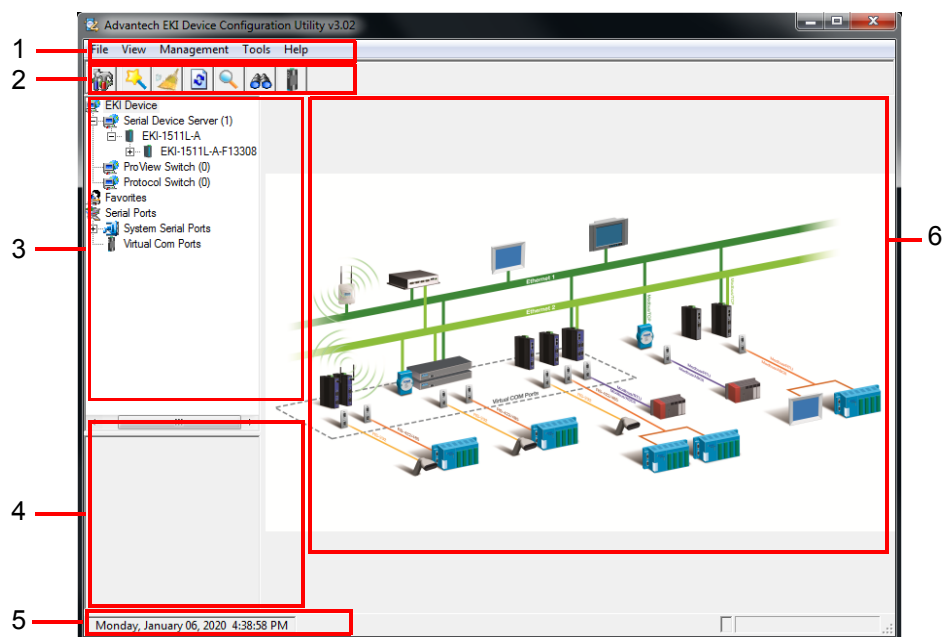 Advantech EKI Device Configuration Utility v3.02
1
File View Management Tools Help
2
EKI Device
Serial Device Server (1)
EKI-1511L-A
EKI-1511L-A-F13308
ProView Switch (0)
Protocol Switch (0)
Favorites
Serial Ports
System Serial Ports
Virtual Com Ports
3
6
Ethernet 1
Ethernet 2
Virtual COM Ports
4
5
Monday, January 06, 2020 4:38:58 PM